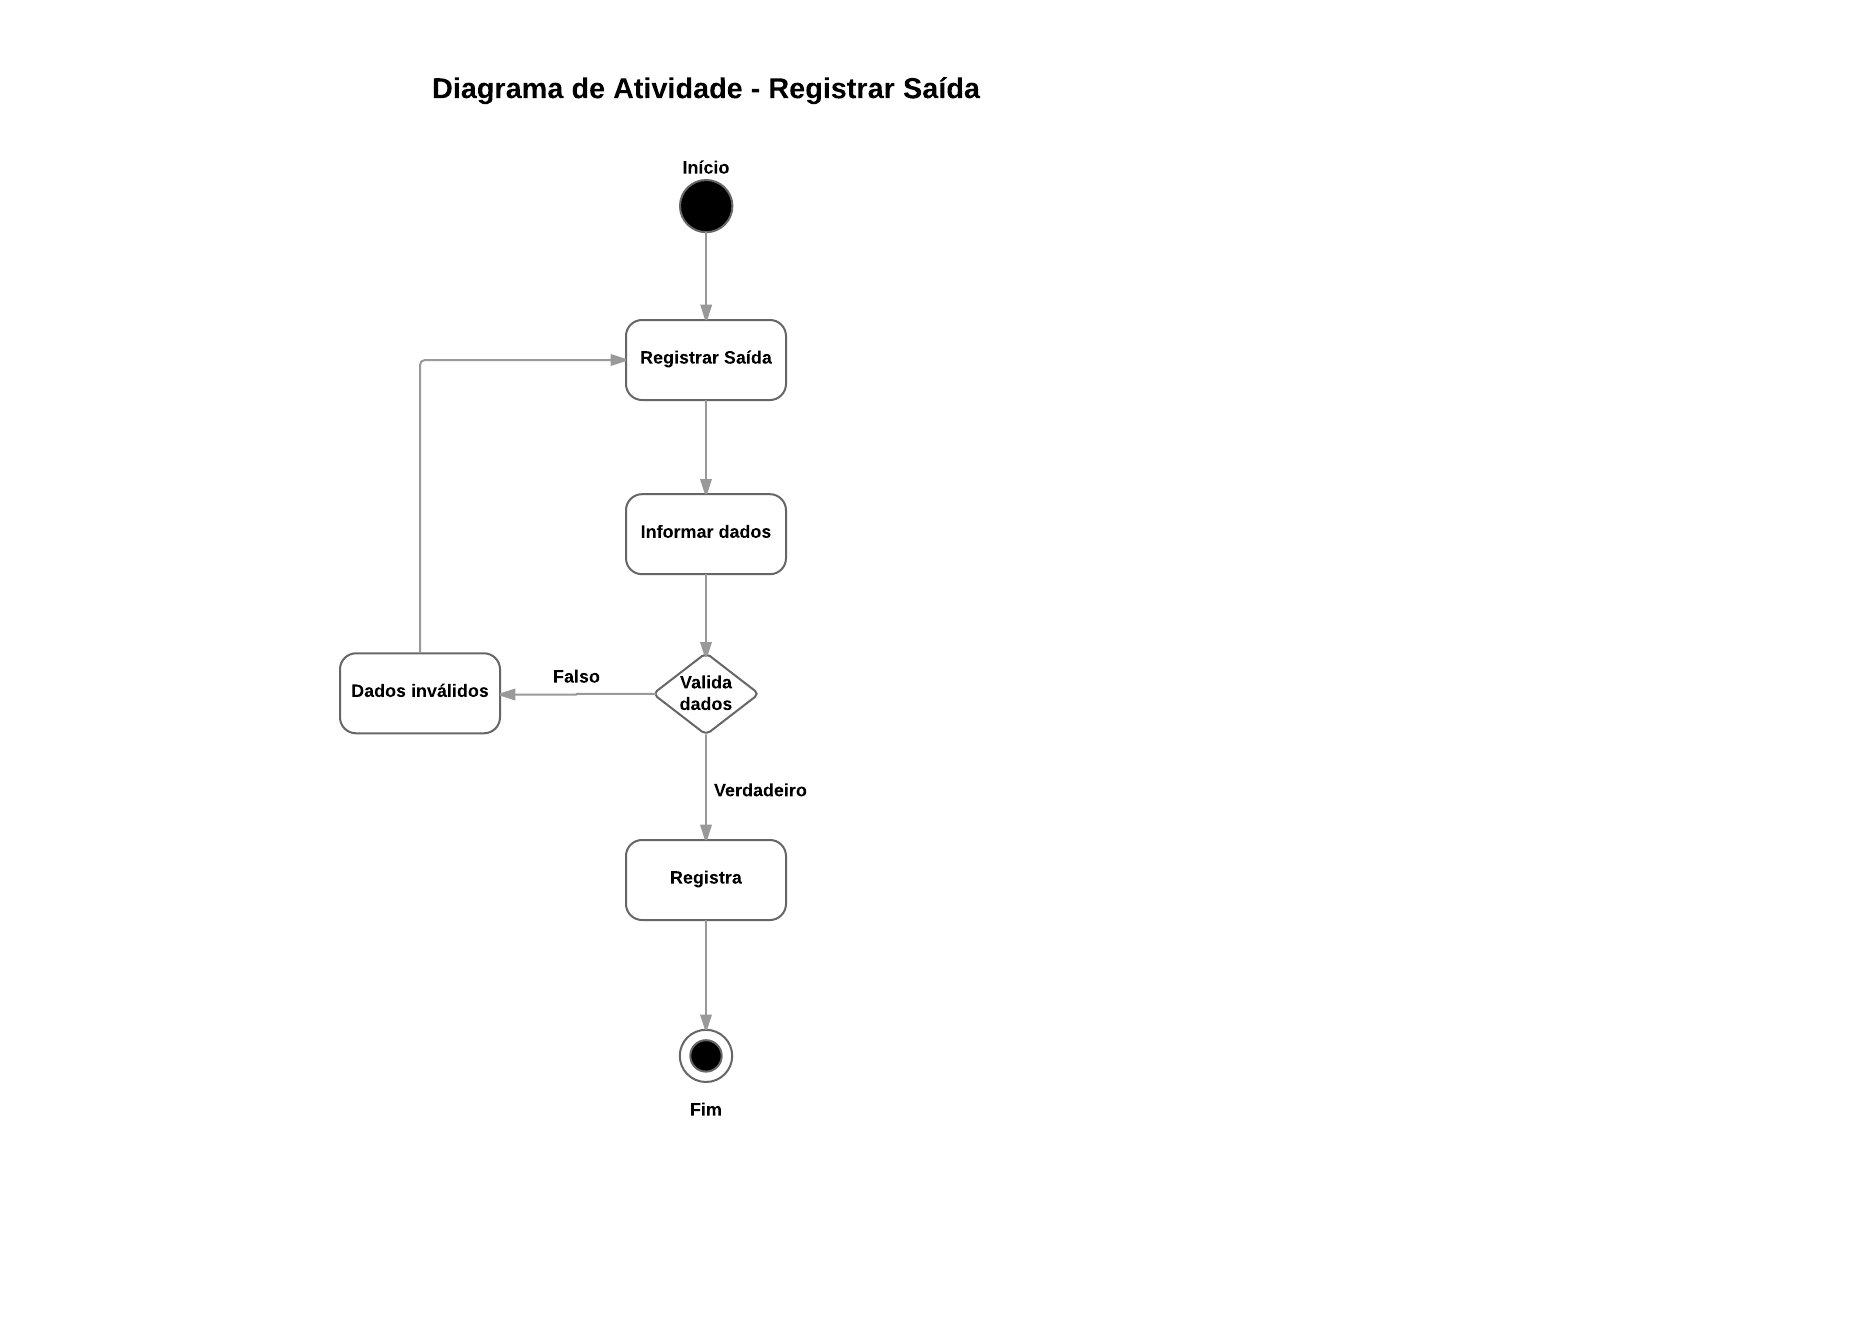 Diagrama de Atividade - Registrar Saída
Início
Registrar Saída
Informar dados
Dados inválidos
Falso
Valida
dados
Verdadeiro
Registra
Fim